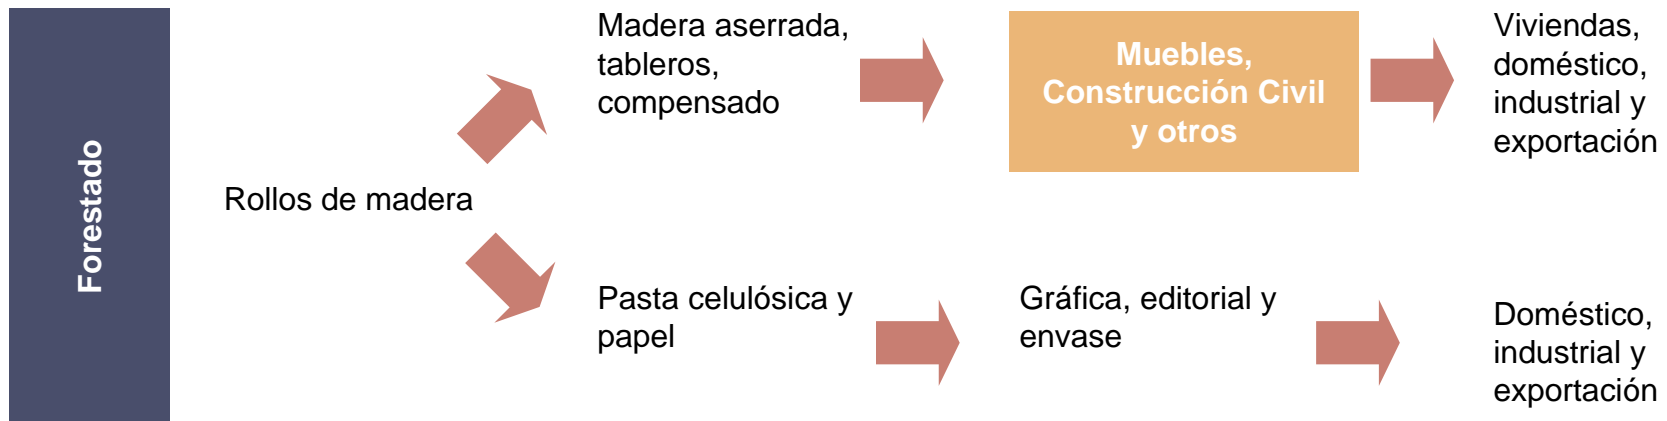 Forestado
Rollos de madera
Madera aserrada,
tableros,
compensado
Muebles,
Construcción Civil
y otros
Viviendas,
doméstico,
industrial y
exportación
Pasta celulósica y
papel
Gráfica, editorial y
envase
Doméstico,
industrial y
exportación